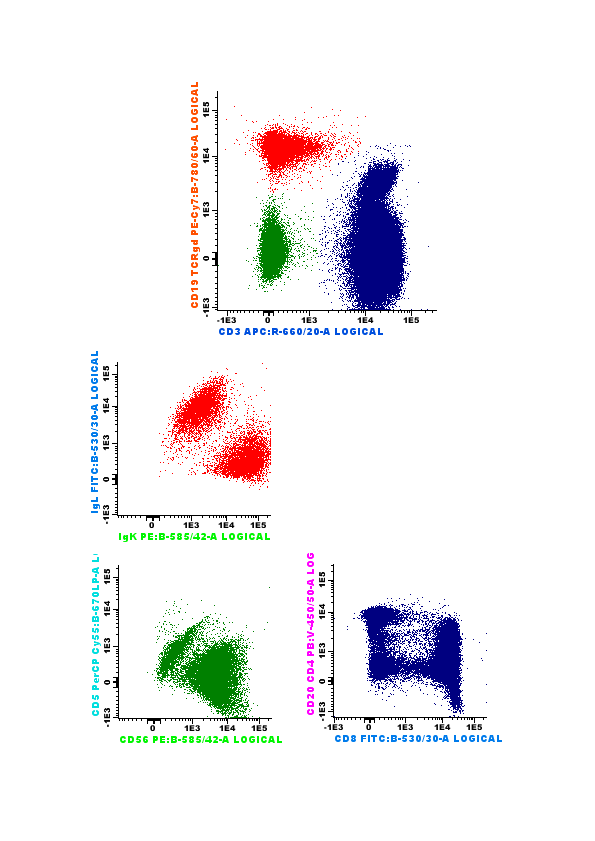 CD19 TCRgd PE-Cy7:B-780/60-A LOGICAL
1E5
1E4
1E3
0
-1E3
-1E3
0
1E3
1E4
1E5
CD3 APC:R-660/20-A LOGICAL
IgL FITC:B-530/30-A LOGICAL
1E5
1E4
1E3
0
-1E3
0
1E3
1E4
1E5
IgK PE:B-585/42-A LOGICAL
CD5 PerCP Cy55:B-670LP-A L
1E5
1E4
1E3
0
-1E3
0
1E3
1E4
1E5
CD56 PE:B-585/42-A LOGICAL
CD20 CD4 PB:V-450/50-A LOG
1E5
1E4
1E3
0
-1E3
0
1E3
1E4
1E5
CD8 FITC:B-530/30-A LOGICAL